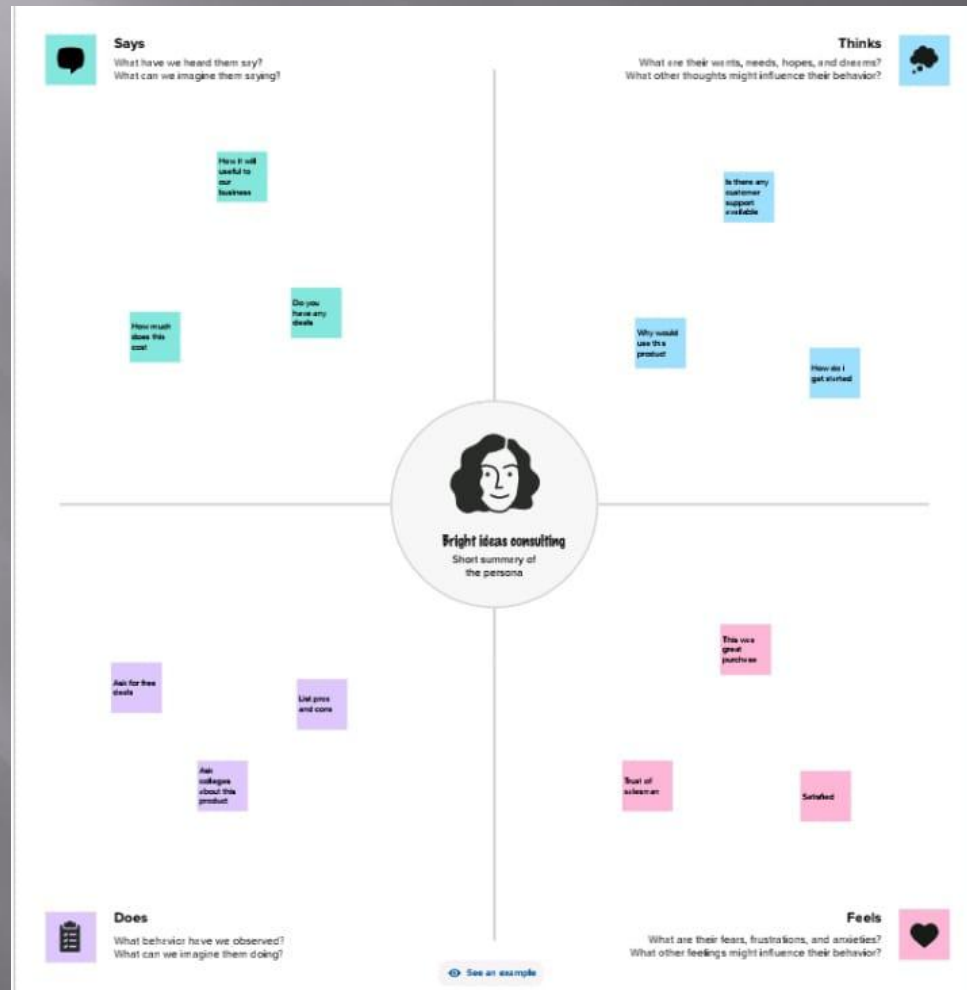 Says
What have we heard them say?
What can we imagine them saying?
Thinks
What are their wants, needs, hopes, and dreams?
What other thoughts might influence their behavior?
How it will
useful to
our
business
Do you
have any
deals
How much
does this
cost
Is there any
customer
support
available
Why would
use this
product
How do I
get started
Bright ideas consulting
Short summary of
the persona
Ask for free
deals
List pros
and cons
Ask
colleges
about this
product
This was
great
purchase
Trust of
salesman
Satisfied
Does
What behavior have we observed?
What can we imagine them doing?
Feels
What are their fears, frustrations, and anxieties?
What other feelings might influence their behavior?
See an example